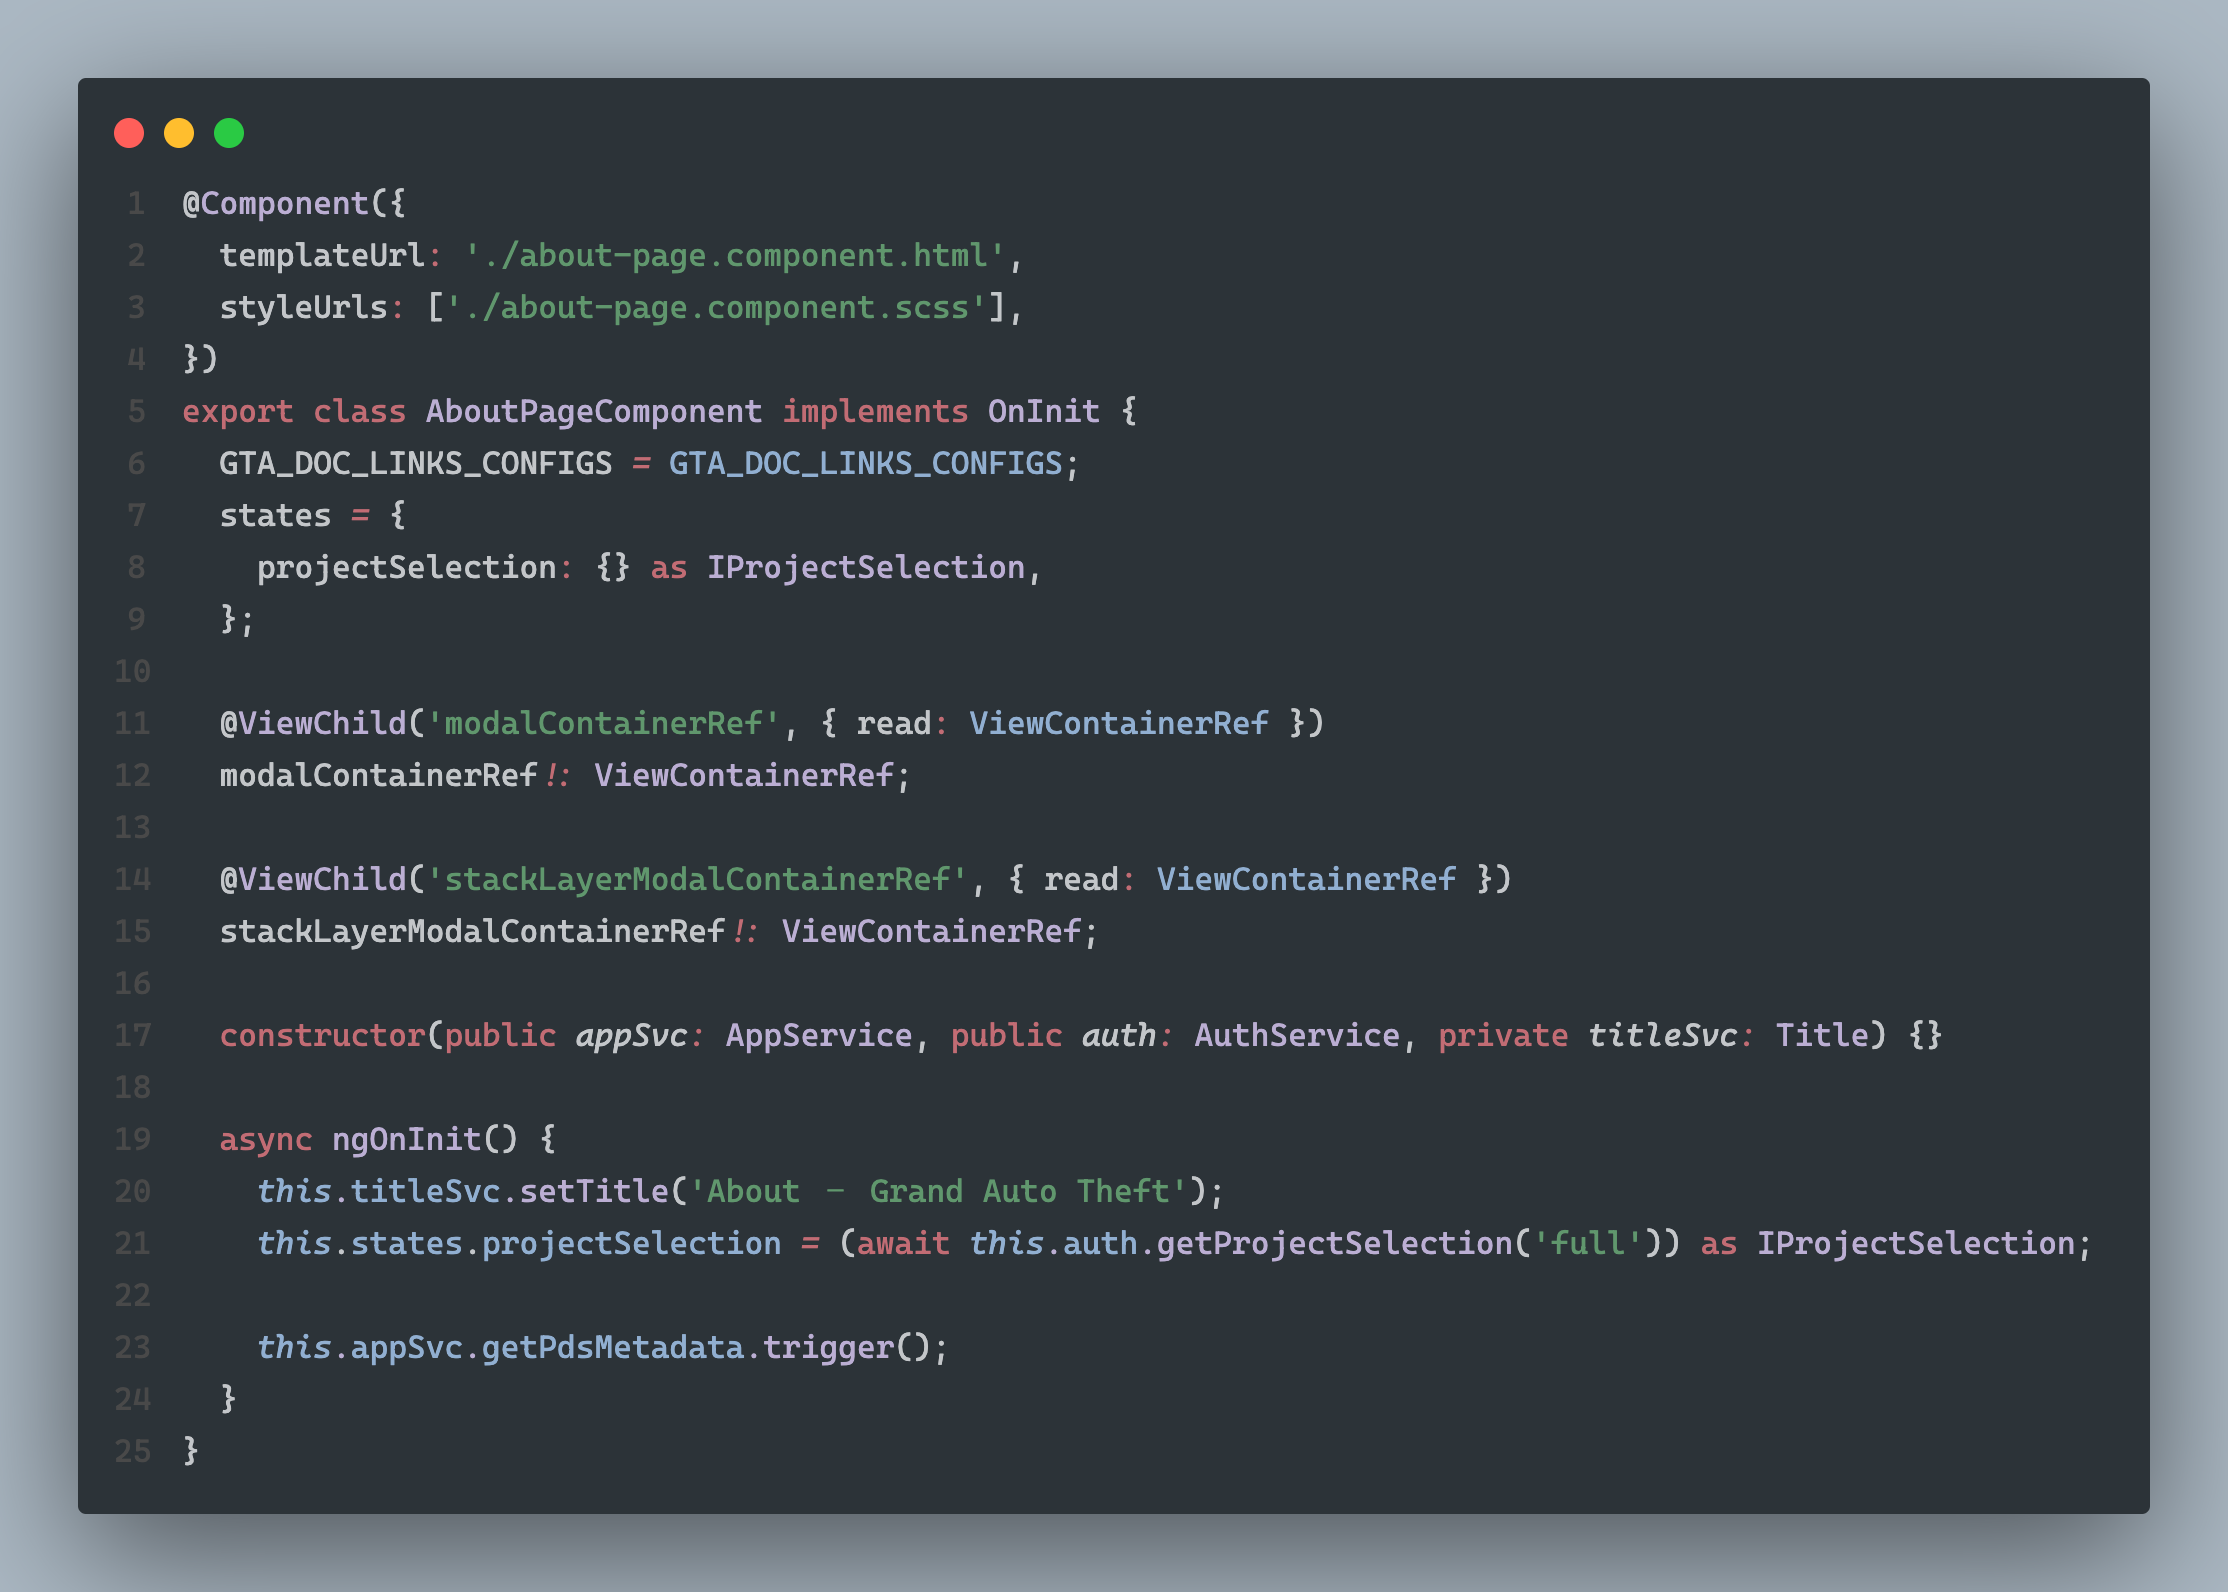 1 @Component({
2   templateUrl: './about-page.component.html',
3   styleUrls: ['./about-page.component.scss'],
4 })
5 export class AboutPageComponent implements OnInit {
6   GTA_DOC_LINKS_CONFIGS = GTA_DOC_LINKS_CONFIGS;
7   states = {
8     projectSelection: {} as IProjectSelection,
9   };
10
11   @ViewChild('modalContainerRef', { read: ViewContainerRef })
12   modalContainerRef!: ViewContainerRef;
13
14   @ViewChild('stackLayerModalContainerRef', { read: ViewContainerRef })
15   stackLayerModalContainerRef!: ViewContainerRef;
16
17   constructor(public appSvc: AppService, public auth: AuthService, private titleSvc: Title) {}
18
19   async ngOnInit() {
20     this.titleSvc.setTitle('About - Grand Auto Theft');
21     this.states.projectSelection = (await this.auth.getProjectSelection('full')) as IProjectSelection;
22
23     this.appSvc.getPdsMetadata.trigger();
24   }
25 }